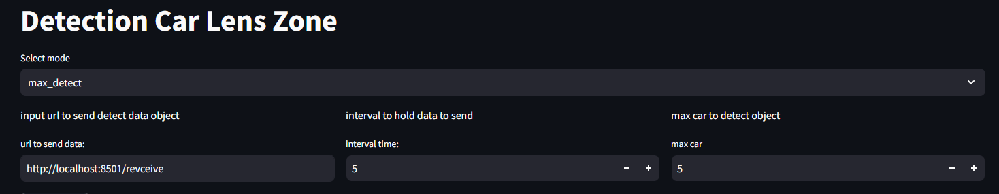 Detection Car Lens Zone
Select mode
max_detect
input url to send detect data object
interval to hold data to send
max car to detect object
url to send data:
interval time:
max car
http://localhost:8501/revceive
5
5